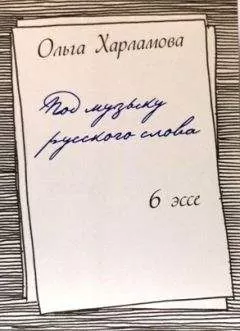 Ольга Харламова
Под музыку
русского слова
6 эссе